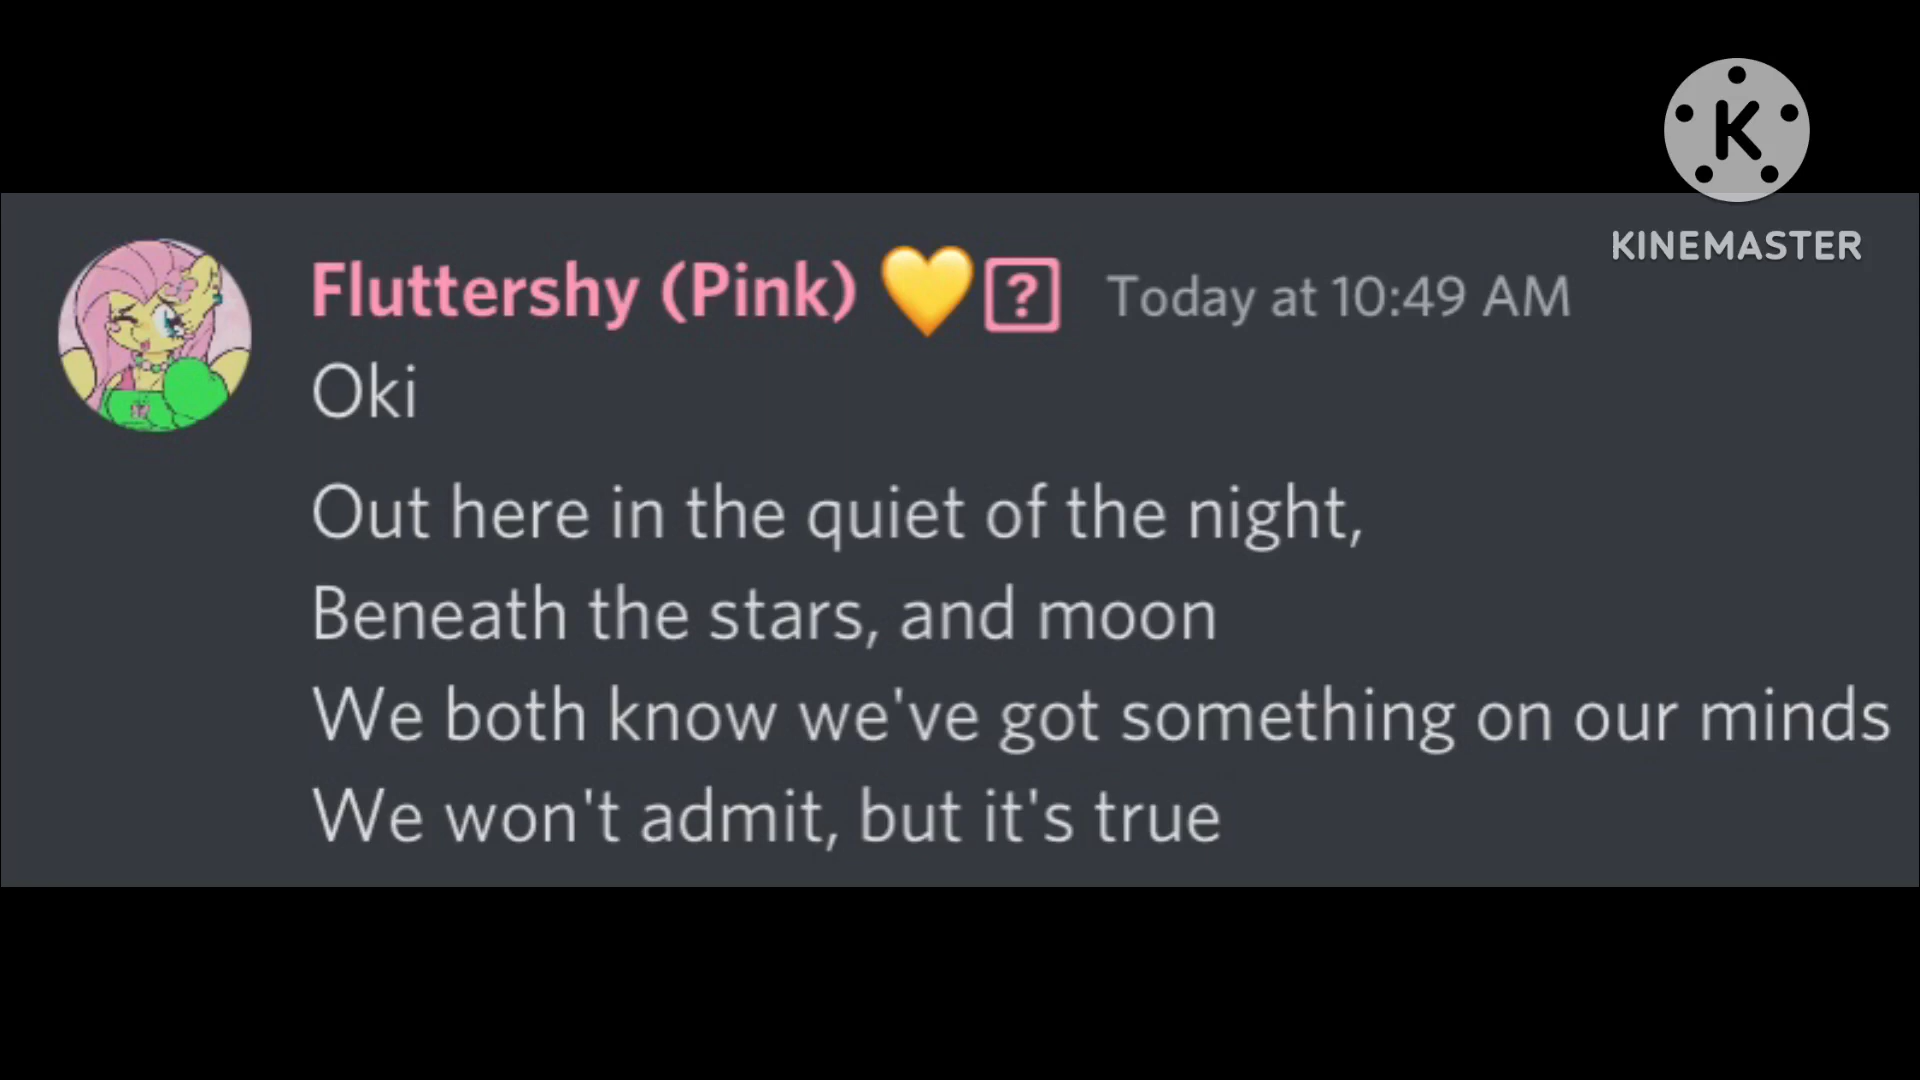 K
KINEMASTER
Fluttershy (Pink) 💛 ? Today at 10:49 AM
Oki
Out here in the quiet of the night,
Beneath the stars, and moon
We both know we've got something on our minds
We won't admit, but it's true